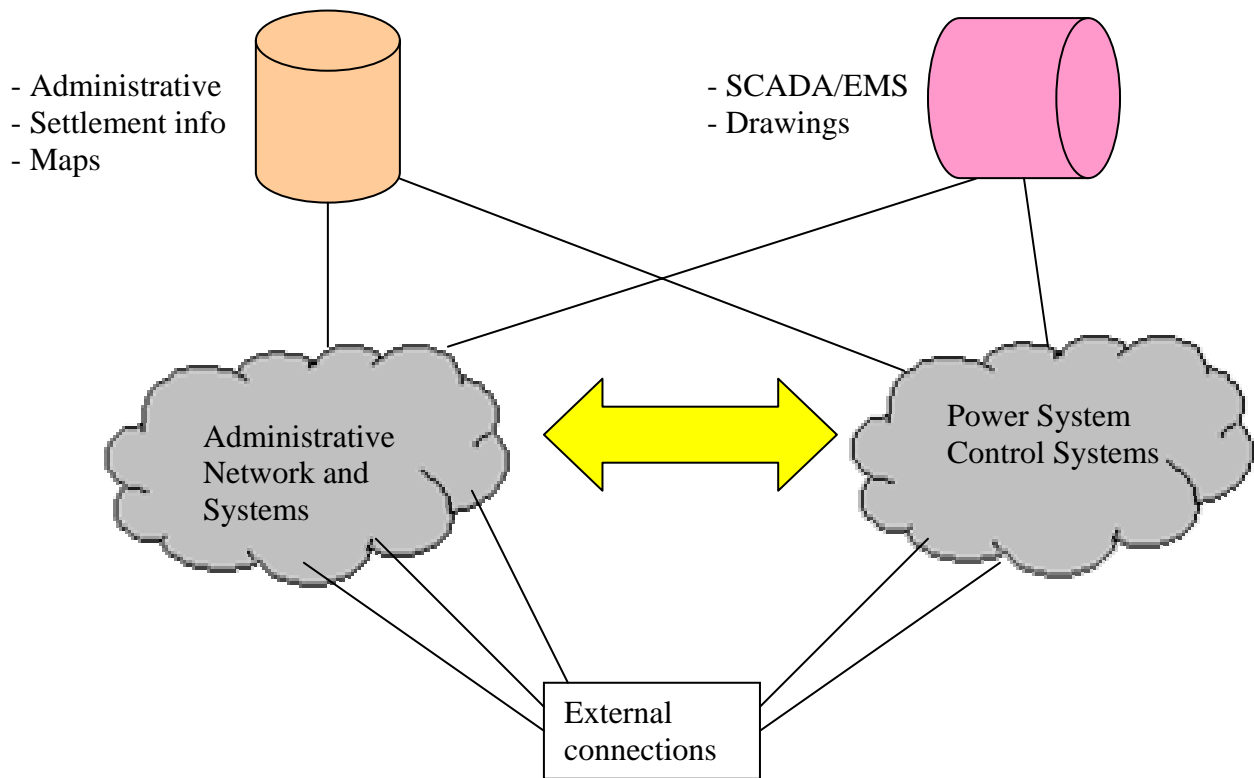 - Administrative
- Settlement info
- Maps
- SCADA/EMS
- Drawings
Administrative
Network and
Systems
Power System
Control Systems
External
connections